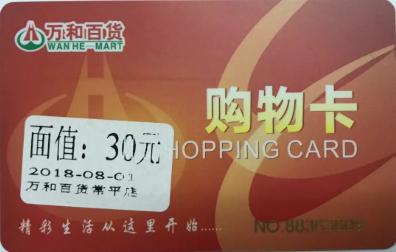 万和百货
WAN HE-MART
购物卡
SHOPPING CARD
面值：30元
2018-08-01
万和百货常平店
精彩生活从这里开始......